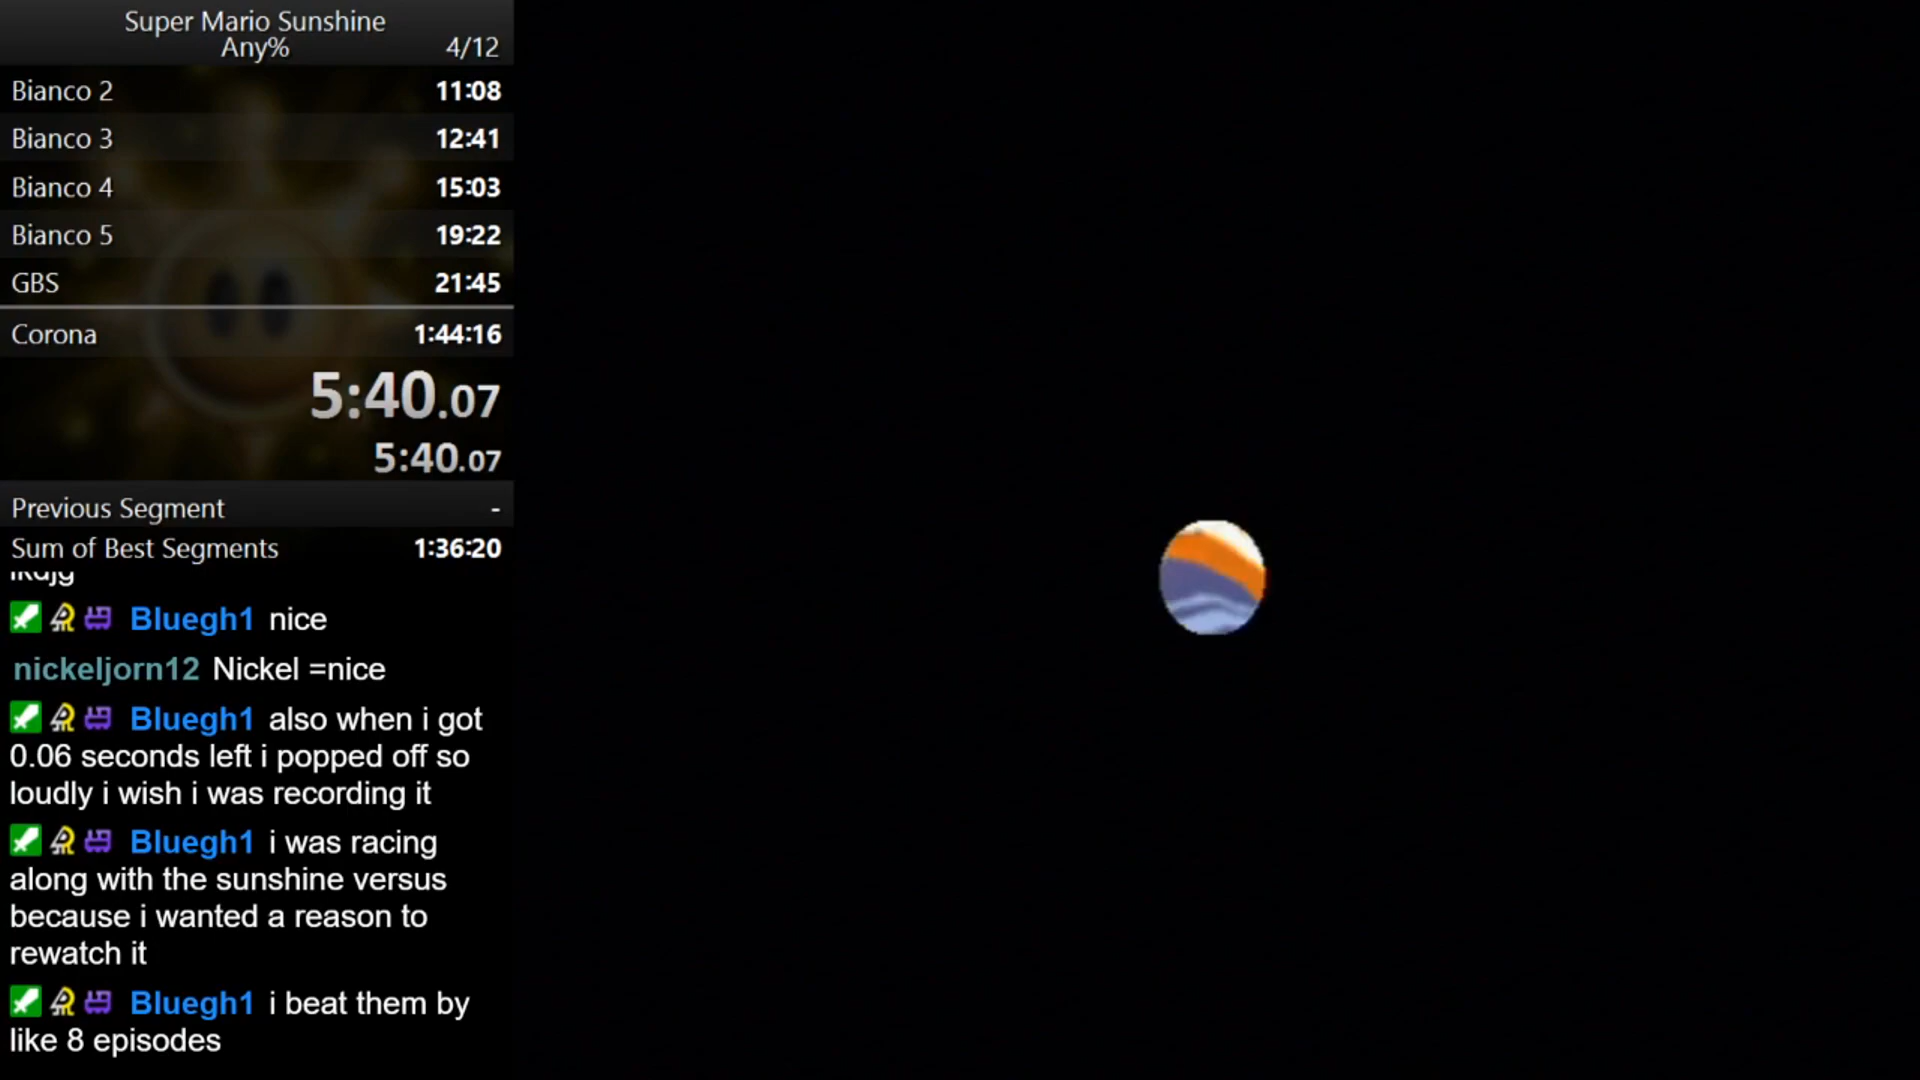 Super Mario Sunshine
Any%
4/12
Bianco 2 11:08
Bianco 3 12:41
Bianco 4 15:03
Bianco 5 19:22
GBS 21:45
Corona 1:44:16
5:40.07
5:40.07
Previous Segment -
Sum of Best Segments 1:36:20
Bluegh1 nice
nickeljorn12 Nickel =nice
Bluegh1 also when i got
0.06 seconds left i popped off so
loudly i wish i was recording it
Bluegh1 i was racing
along with the sunshine versus
because i wanted a reason to
rewatch it
Bluegh1 i beat them by
like 8 episodes